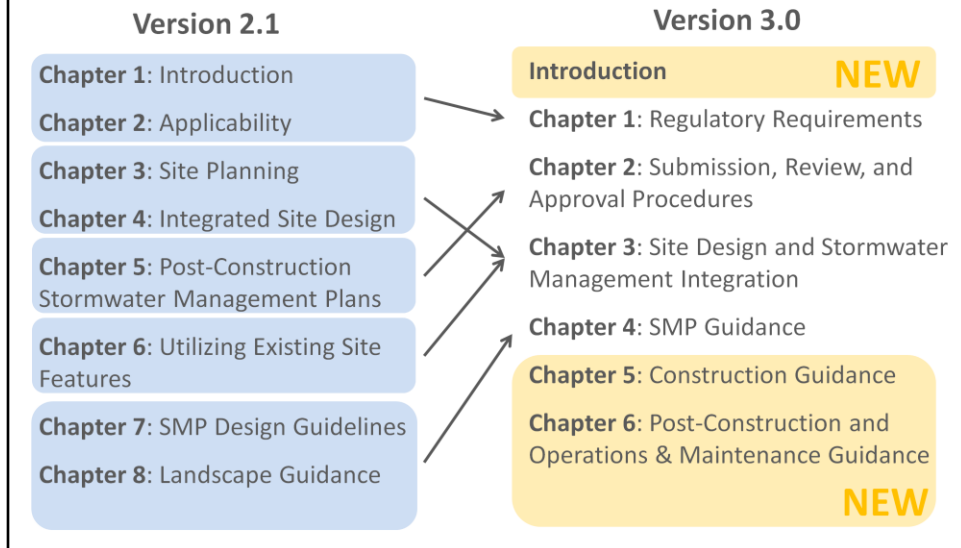 Version 2.1
Chapter 1: Introduction
Chapter 2: Applicability
Chapter 3: Site Planning
Chapter 4: Integrated Site Design
Chapter 5: Post-Construction
Stormwater Management Plans
Chapter 6: Utilizing Existing Site
Features
Chapter 7: SMP Design Guidelines
Chapter 8: Landscape Guidance
Version 3.0
Introduction NEW
Chapter 1: Regulatory Requirements
Chapter 2: Submission, Review, and
Approval Procedures
Chapter 3: Site Design and Stormwater
Management Integration
Chapter 4: SMP Guidance
Chapter 5: Construction Guidance
Chapter 6: Post-Construction and
Operations & Maintenance Guidance
NEW